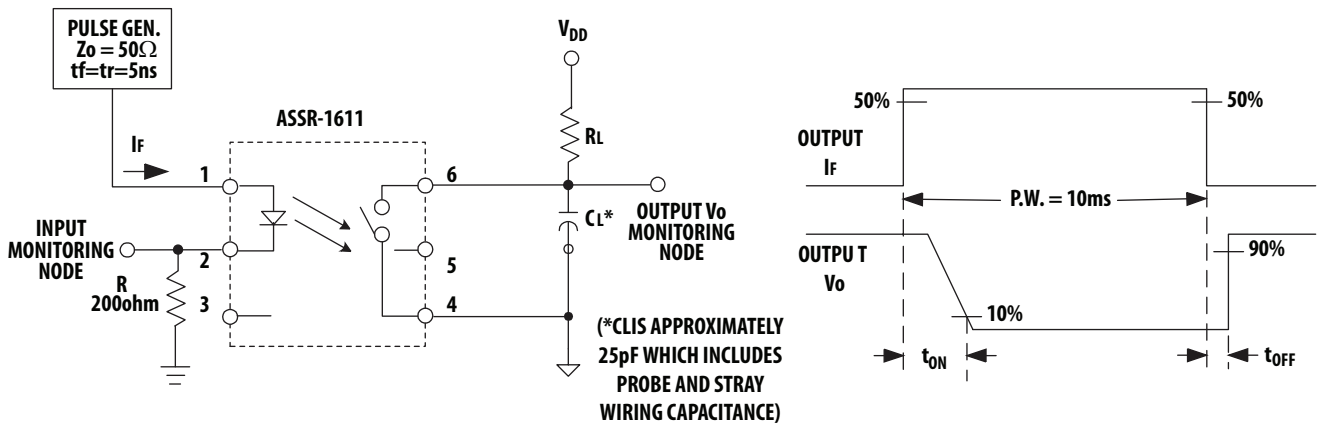 PULSE GEN.
Zo = 50Ω
tf=tr=5ns
VDD
ASSR-1611
RL
IF
1
6
INPUT
MONITORING
NODE
2
CL*
OUTPUT Vo
MONITORING
NODE
5
R
200ohm
3
4
(*CLIS APPROXIMATELY
25pF WHICH INCLUDES
PROBE AND STRAY
WIRING CAPACITANCE)
50%
50%
OUTPUT
IF
P.W. = 10ms
OUTPU T
Vo
90%
10%
tON
tOFF